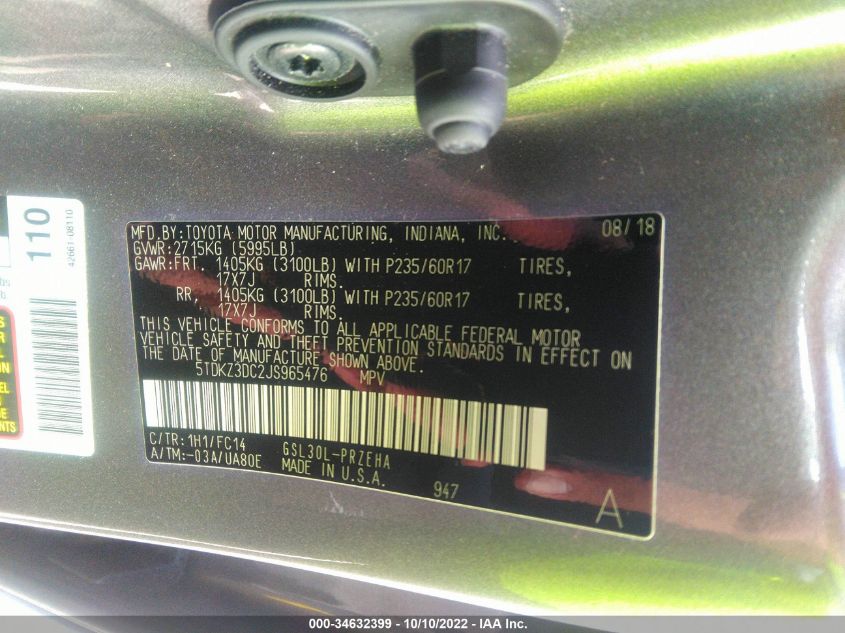 MFD.BY:TOYOTA MOTOR MANUFACTURING, INDIANA, INC. 08/18
GVWR:2715KG (5995LB)
GAWR:FRT. 1405KG (3100LB) WITH P235/60R17 TIRES,
17X7J RIMS.
RR, 1405KG (3100LB) WITH P235/60R17 TIRES,
17X7J RIMS.
THIS VEHICLE CONFORMS TO ALL APPLICABLE FEDERAL MOTOR
VEHICLE SAFETY AND THEFT PREVENTION STANDARDS IN EFFECT ON
THE DATE OF MANUFACTURE SHOWN ABOVE.
5TDKZ3DC2JS965476 MPV
C/TR:1H1/FC14 GSL30L-PRZEHA
A/TM:-03A/UA80E MADE IN U.S.A.
947 A
110
42661-08110
000-34632399 - 10/10/2022 - IAA Inc.